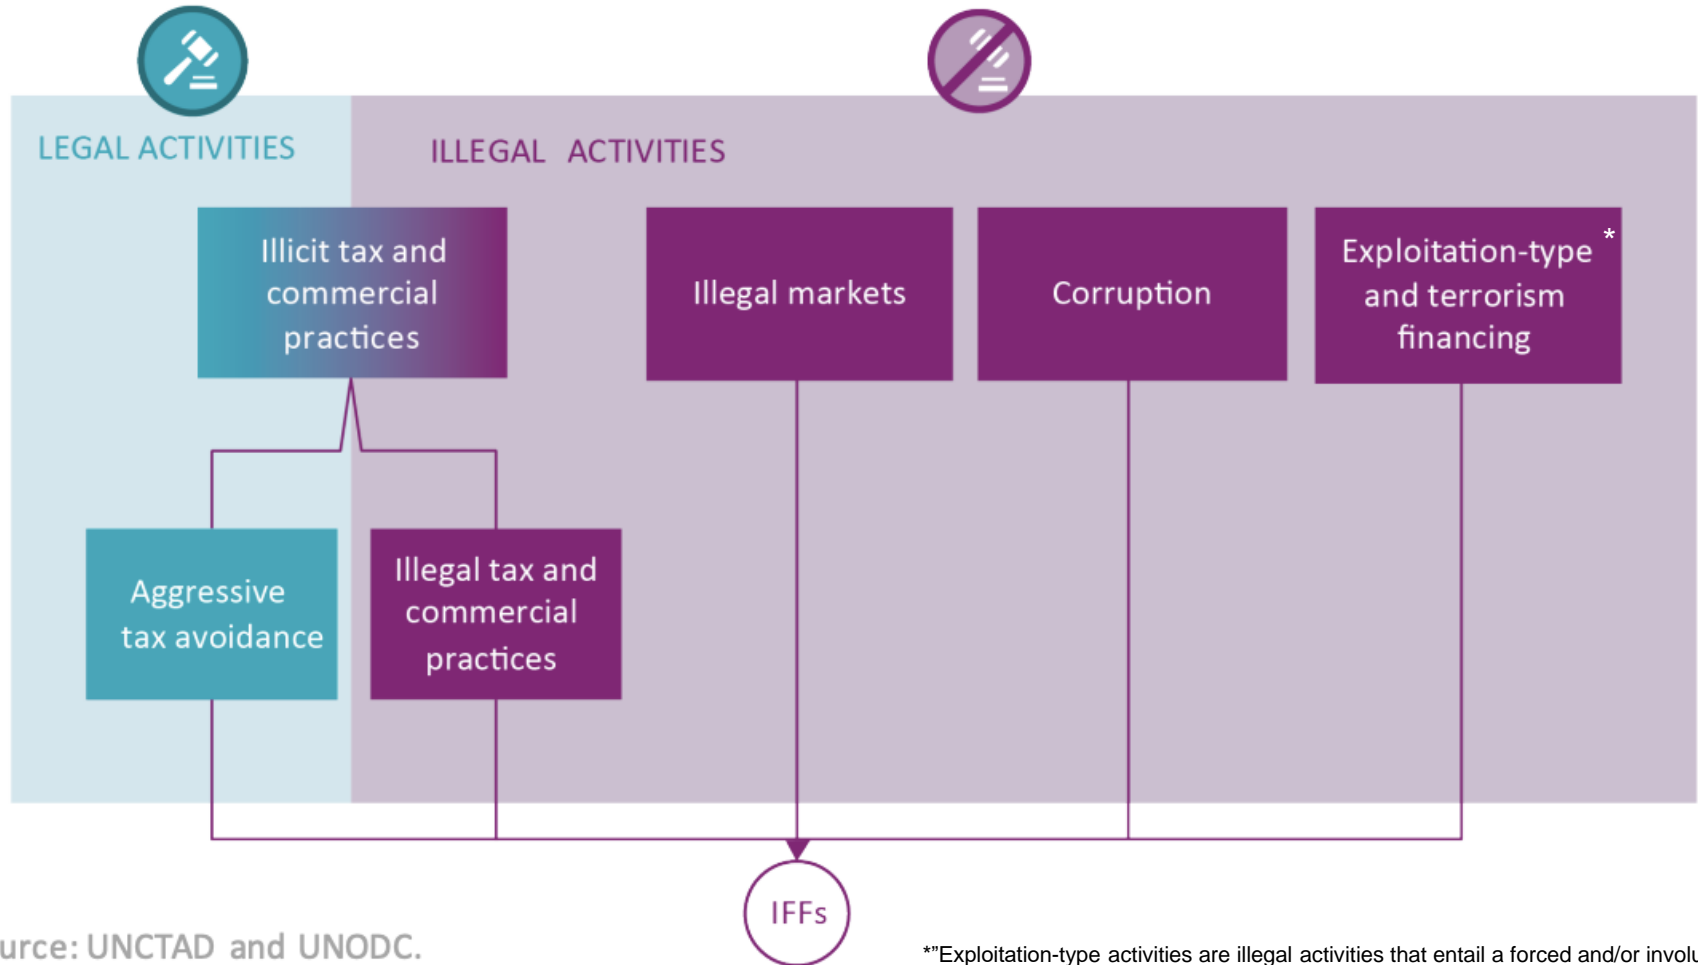 LEGAL ACTIVITIES
ILLEGAL ACTIVITIES
Illicit tax and
commercial
practices
Illegal markets
Corruption
Exploitation-type *
and terrorism
financing
Aggressive
tax avoidance
Illegal tax and
commercial
practices
IFFs
UNCTAD and UNODC.
*”Exploitation-type activities are illegal activities that entail a forced and/or